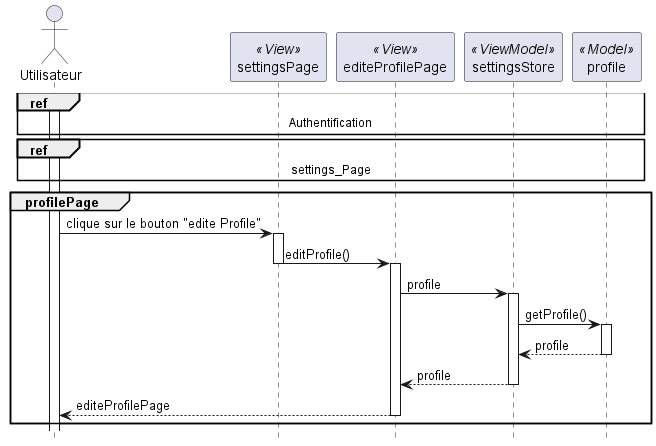 Utilisateur
« View»
settingsPage
« View»
editeProfilePage
« ViewModel»
settingsStore
« Model»
profile
ref
Authentification
ref
settings_Page
profilePage
clique sur le bouton "edite Profile"
editProfile()
profile
getProfile()
profile
profile
editeProfilePage